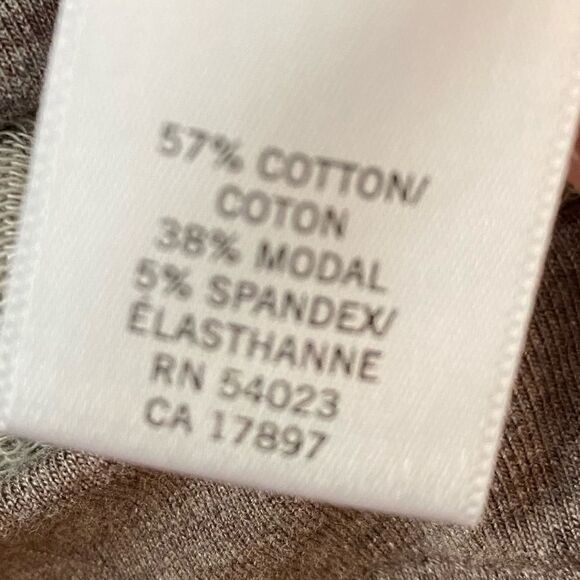 57% COTTON/
COTON
38% MODAL
5% SPANDEX/
ÉLASTHANNE
RN 54023
CA 17897